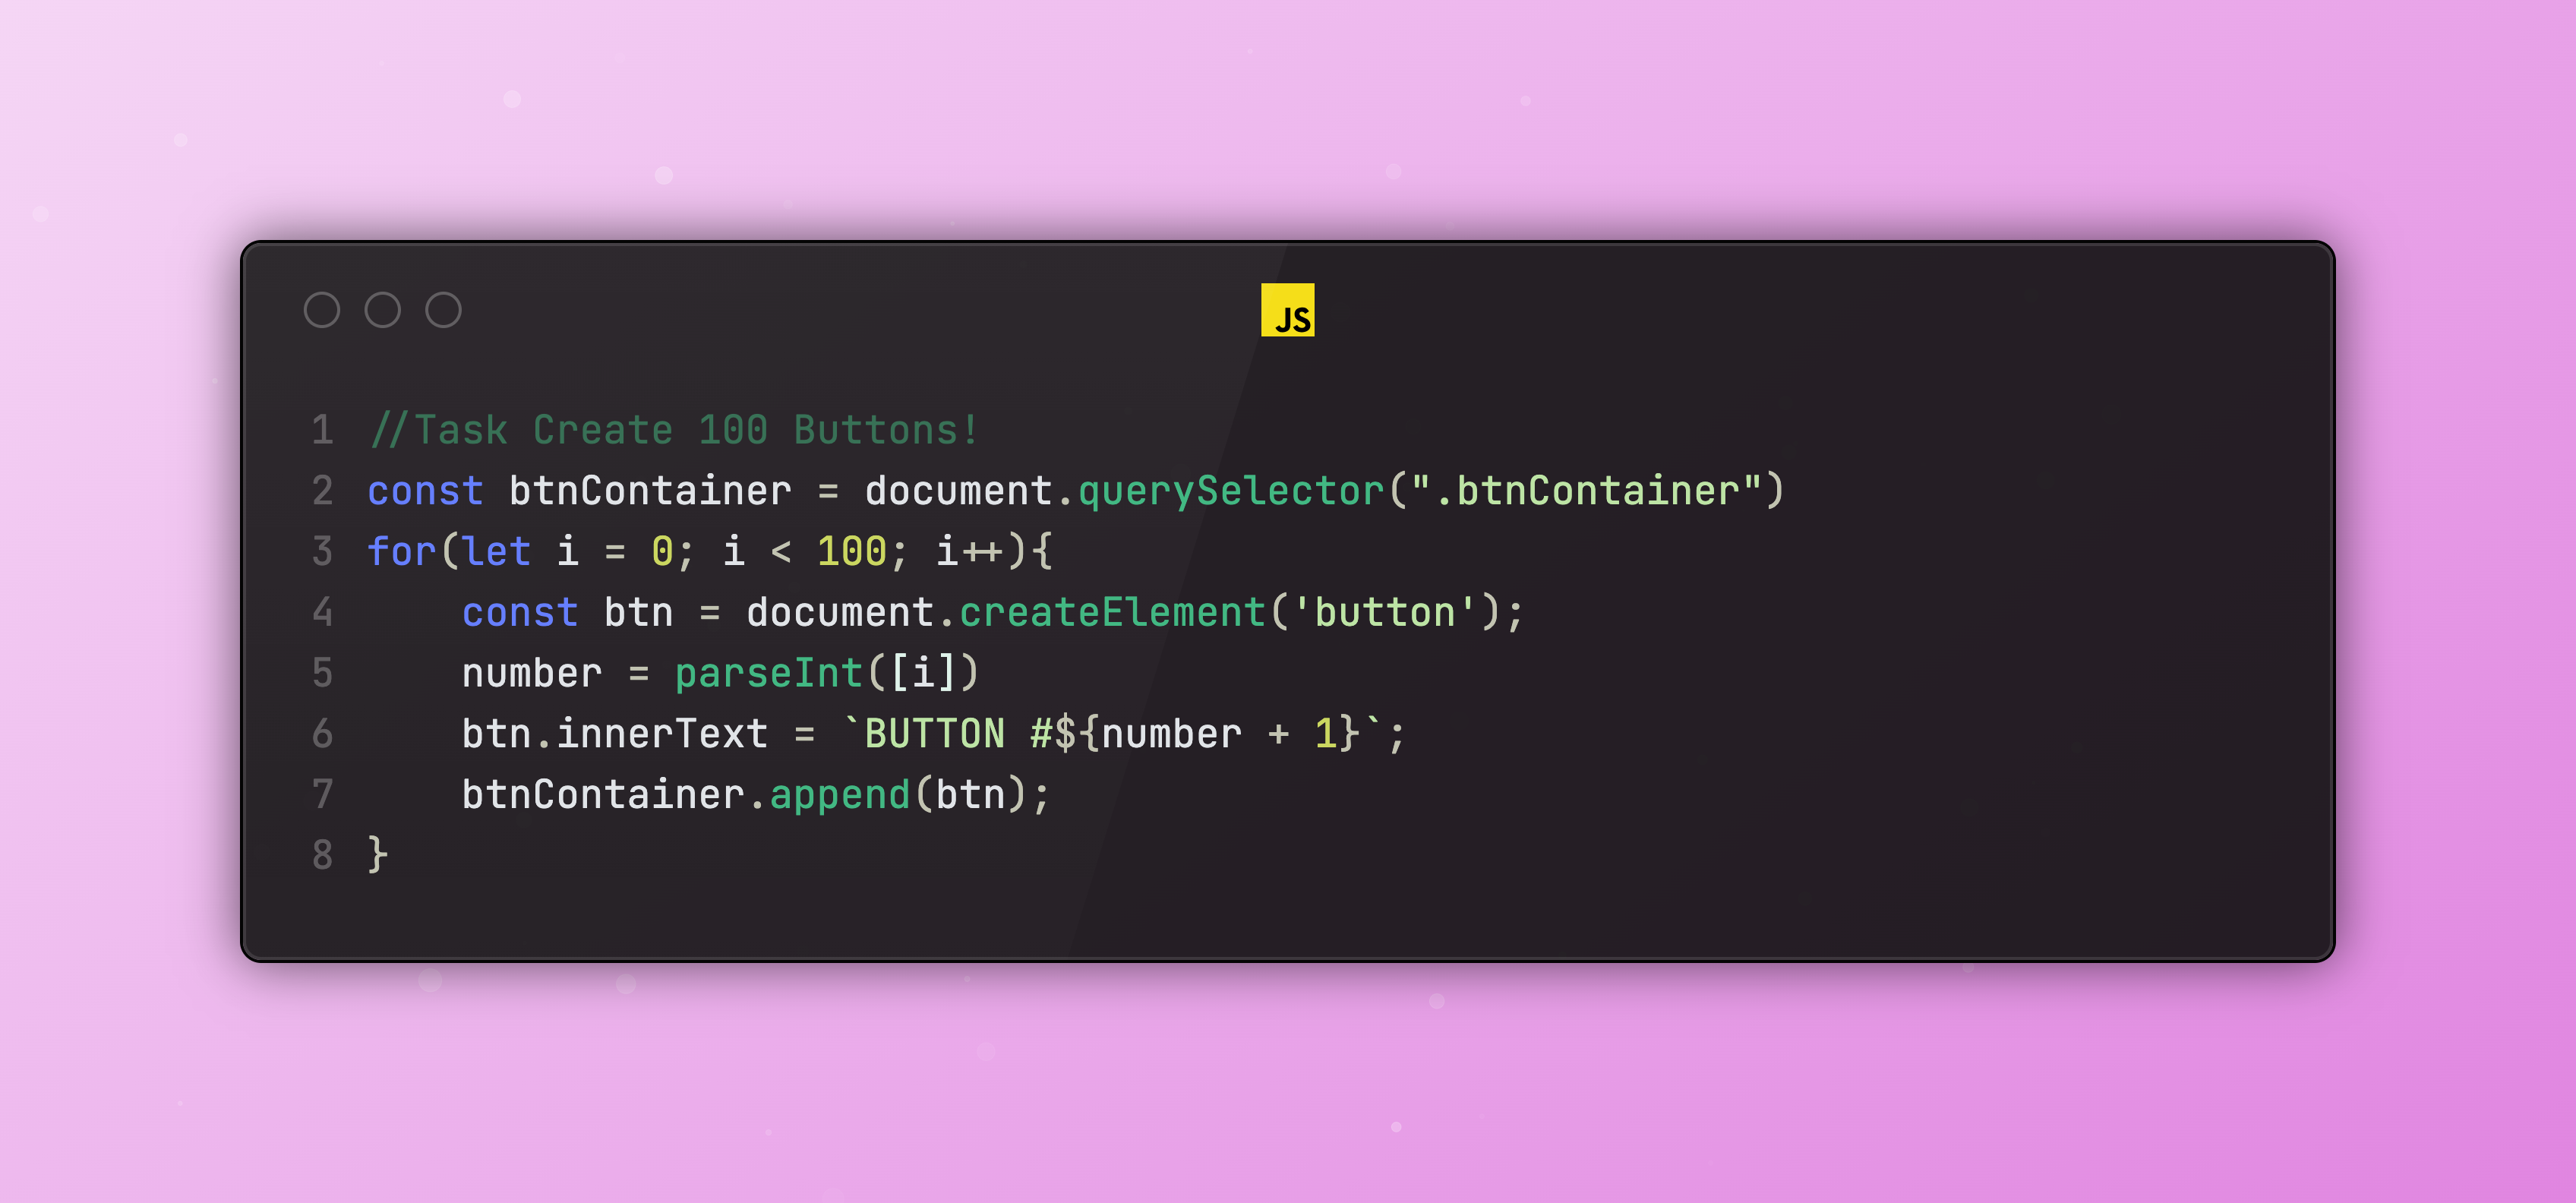 JS
1 //Task Create 100 Buttons!
2 const btnContainer = document.querySelector(".btnContainer")
3 for(let i = 0; i < 100; i++){
4     const btn = document.createElement('button');
5     number = parseInt([i])
6     btn.innerText = `BUTTON #${number + 1}`;
7     btnContainer.append(btn);
8 }